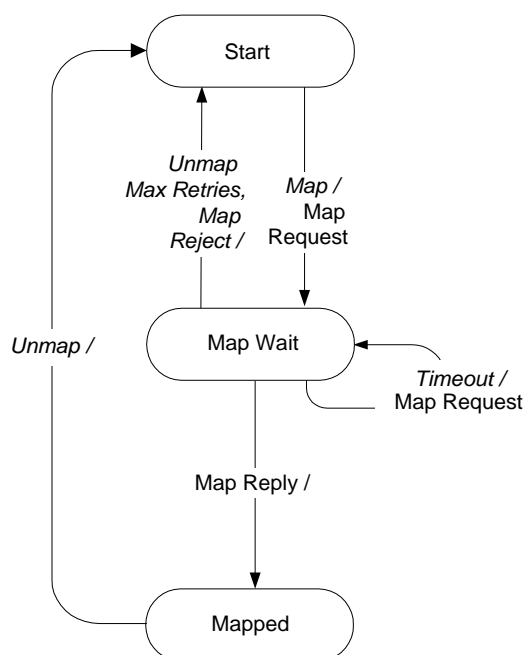 Start
Unmap
Max Retries,
Map
Reject /
Map /
Map
Request
Unmap /
Map Wait
Timeout /
Map Request
Map Reply /
Mapped